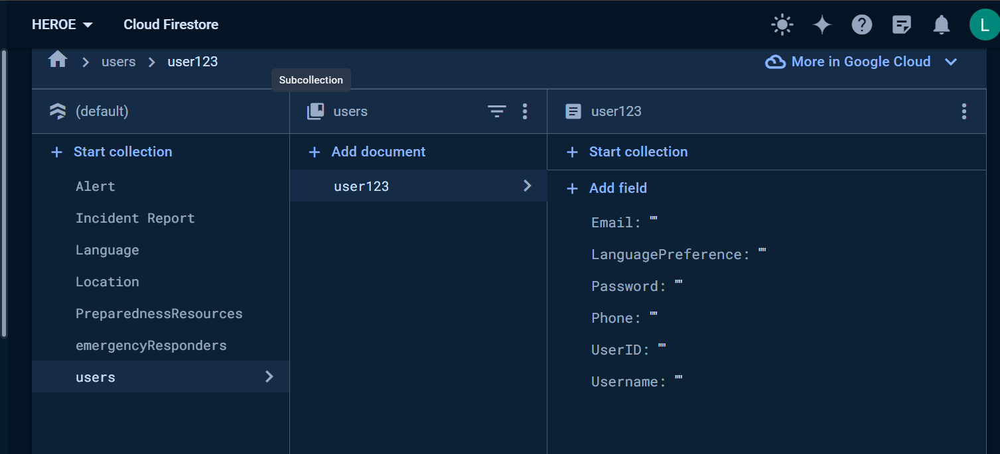 HEROE Cloud Firestore L
users user123 More in Google Cloud
Subcollection
(default) users user123
+ Start collection + Add document + Start collection
Alert
Incident Report
Language
Location
PreparednessResources
emergencyResponders
users
user123
+ Add field
Email: ""
LanguagePreference: ""
Password: ""
Phone: ""
UserID: ""
Username: ""